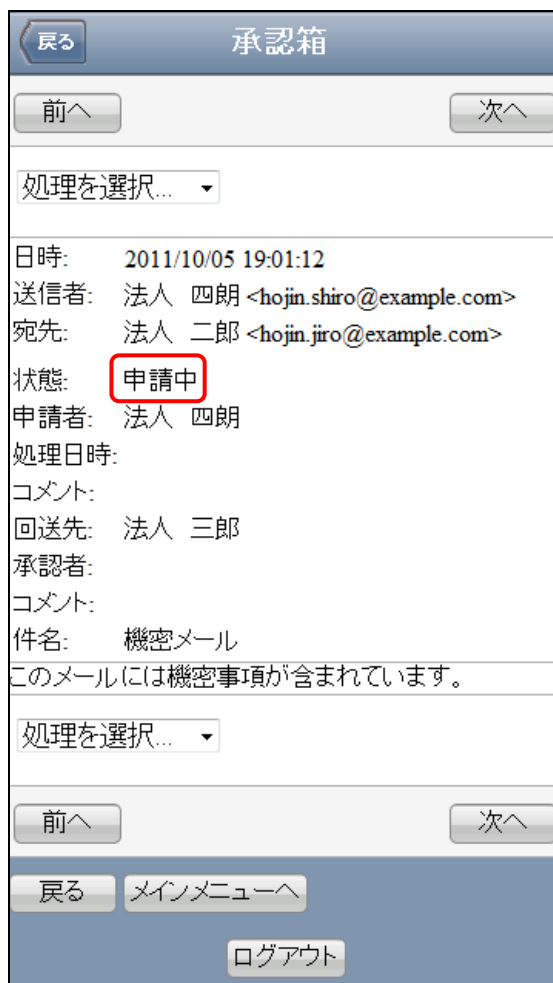 戻る 承認箱
前へ 次へ
処理を選択...
日時: 2011/10/05 19:01:12
送信者: 法人 四朗 <hojin.shiro@example.com>
宛先: 法人 二郎 <hojin.jiro@example.com>
状態: 申請中
申請者: 法人 四朗
処理日時:
コメント:
回送先: 法人 三郎
承認者:
コメント:
件名: 機密メール
このメールには機密事項が含まれています。
処理を選択...
前へ 次へ
戻る メインメニューへ
ログアウト